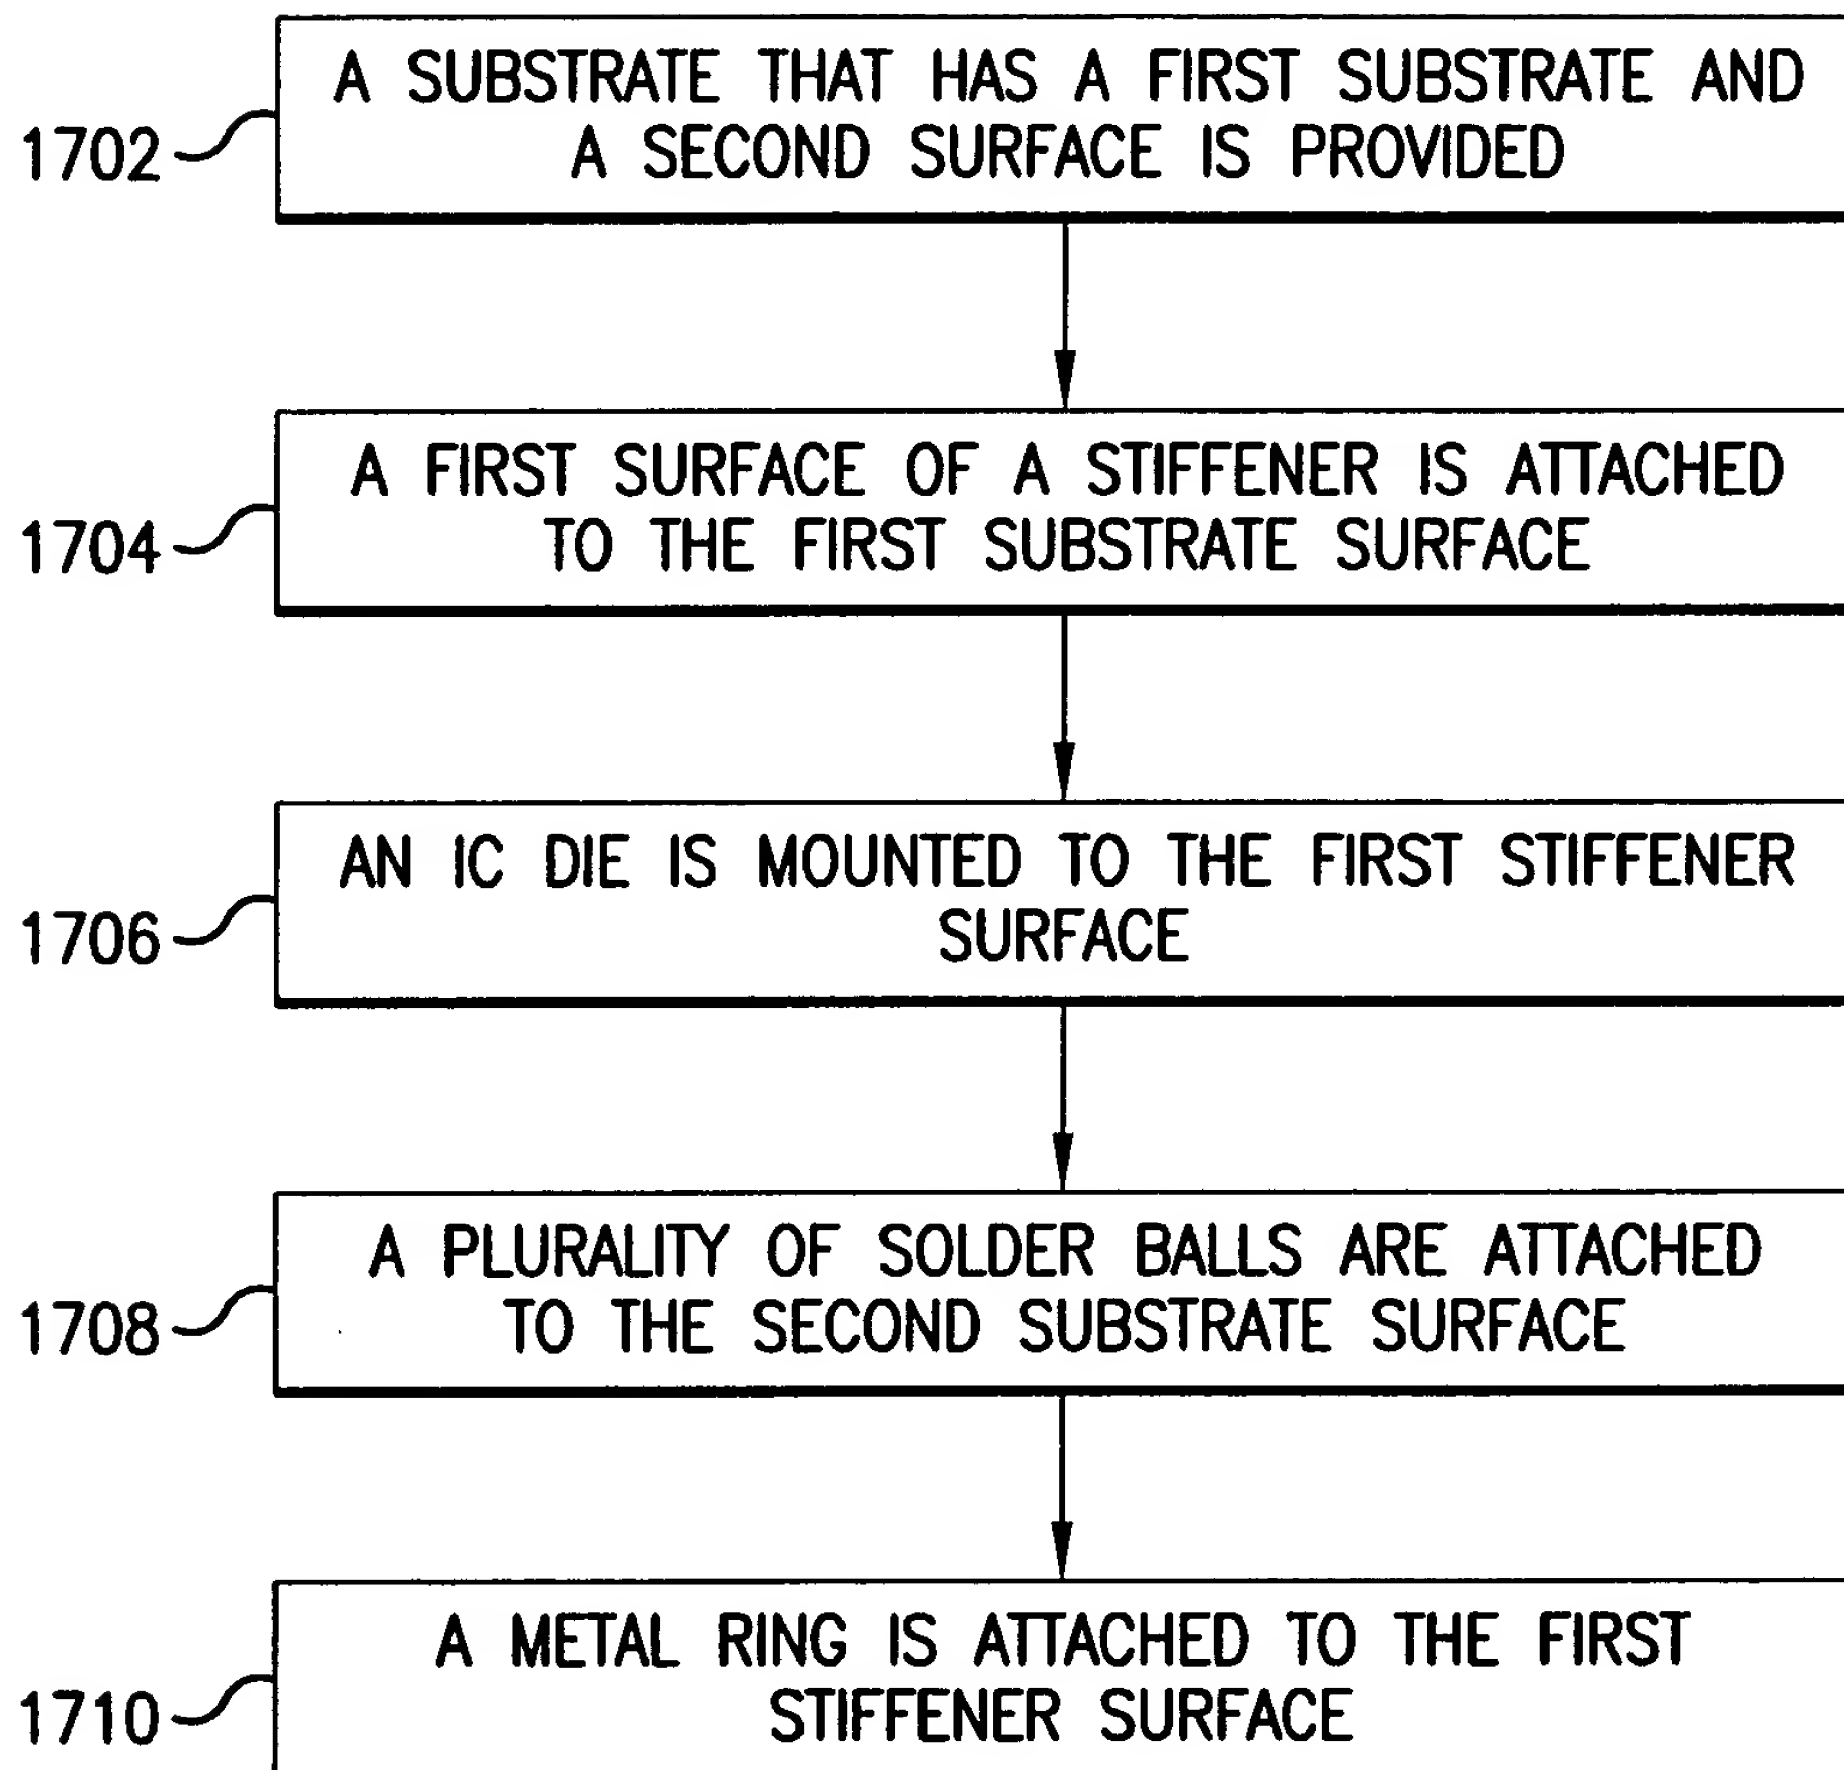 A SUBSTRATE THAT HAS A FIRST SUBSTRATE AND
A SECOND SURFACE IS PROVIDED
1702
A FIRST SURFACE OF A STIFFENER IS ATTACHED
TO THE FIRST SUBSTRATE SURFACE
1704
AN IC DIE IS MOUNTED TO THE FIRST STIFFENER
SURFACE
1706
A PLURALITY OF SOLDER BALLS ARE ATTACHED
TO THE SECOND SUBSTRATE SURFACE
1708
A METAL RING IS ATTACHED TO THE FIRST
STIFFENER SURFACE
1710